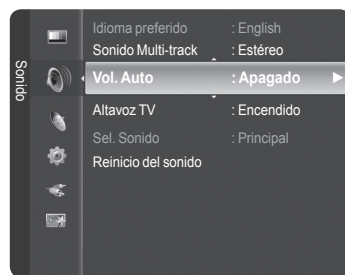 Sonido
Idioma preferido : English
Sonido Multi-track : Estéreo
Vol. Auto : Apagado
Altavoz TV : Encendido
Sel. Sonido : Principal
Reinicio del sonido